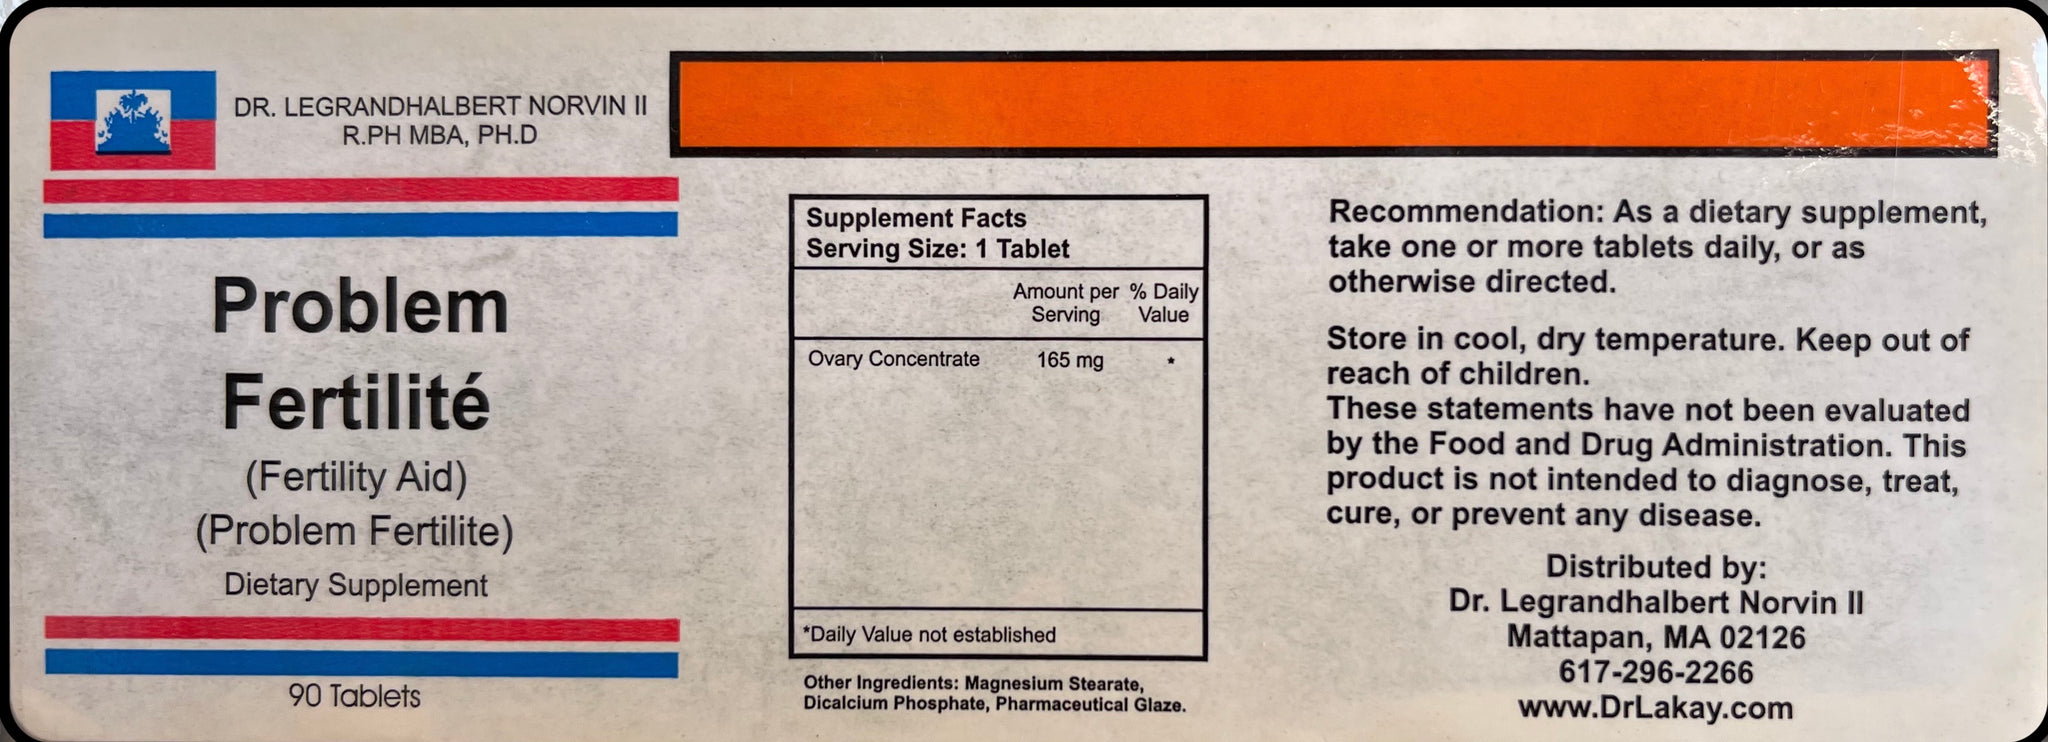 DR. LEGRANDHALBERT NORVIN II
R.PH MBA, PH.D
Problem
Fertilité
(Fertility Aid)
(Problem Fertilite)
Dietary Supplement
90 Tablets
Supplement Facts
Serving Size: 1 Tablet
Amount per % Daily
Serving Value
Ovary Concentrate 165 mg *
*Daily Value not established
Other Ingredients: Magnesium Stearate,
Dicalcium Phosphate, Pharmaceutical Glaze.
Recommendation: As a dietary supplement,
take one or more tablets daily, or as
otherwise directed.
Store in cool, dry temperature. Keep out of
reach of children.
These statements have not been evaluated
by the Food and Drug Administration. This
product is not intended to diagnose, treat,
cure, or prevent any disease.
Distributed by:
Dr. Legrandhalbert Norvin II
Mattapan, MA 02126
617-296-2266
www.DrLakay.com